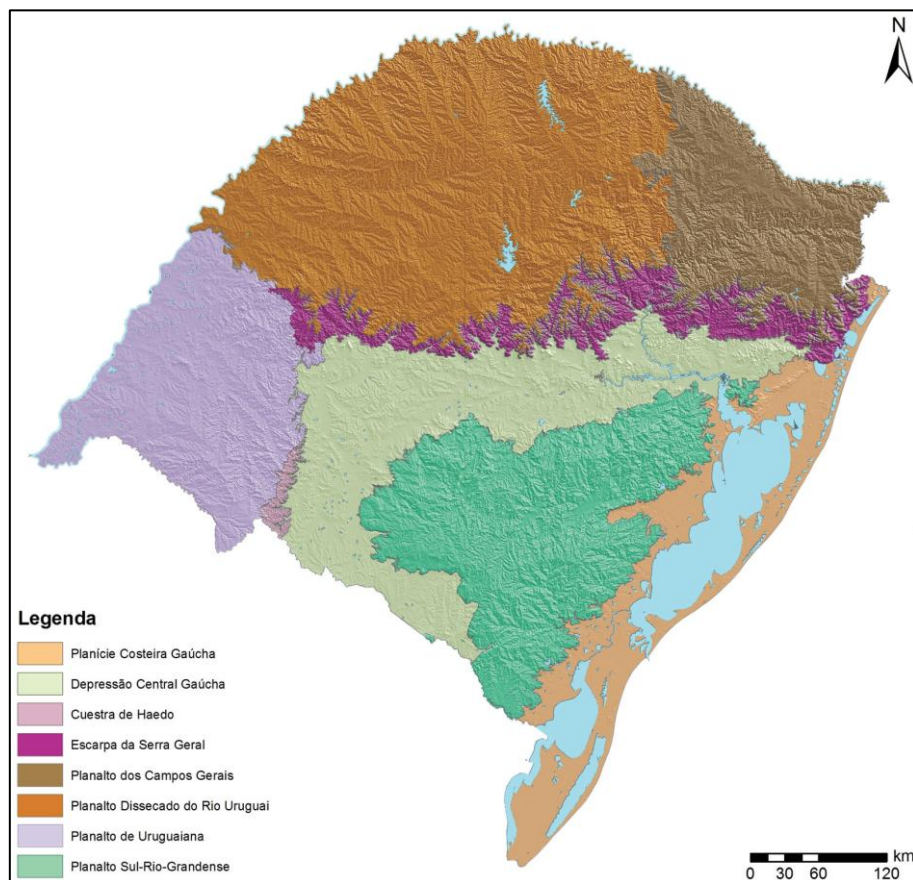 N
Legenda
Planície Costeira Gaúcha
Depressão Central Gaúcha
Cuestra de Haedo
Escarpa da Serra Geral
Planalto dos Campos Gerais
Planalto Dissecado do Rio Uruguai
Planalto de Uruguaiana
Planalto Sul-Rio-Grandense
km
0 30 60 120